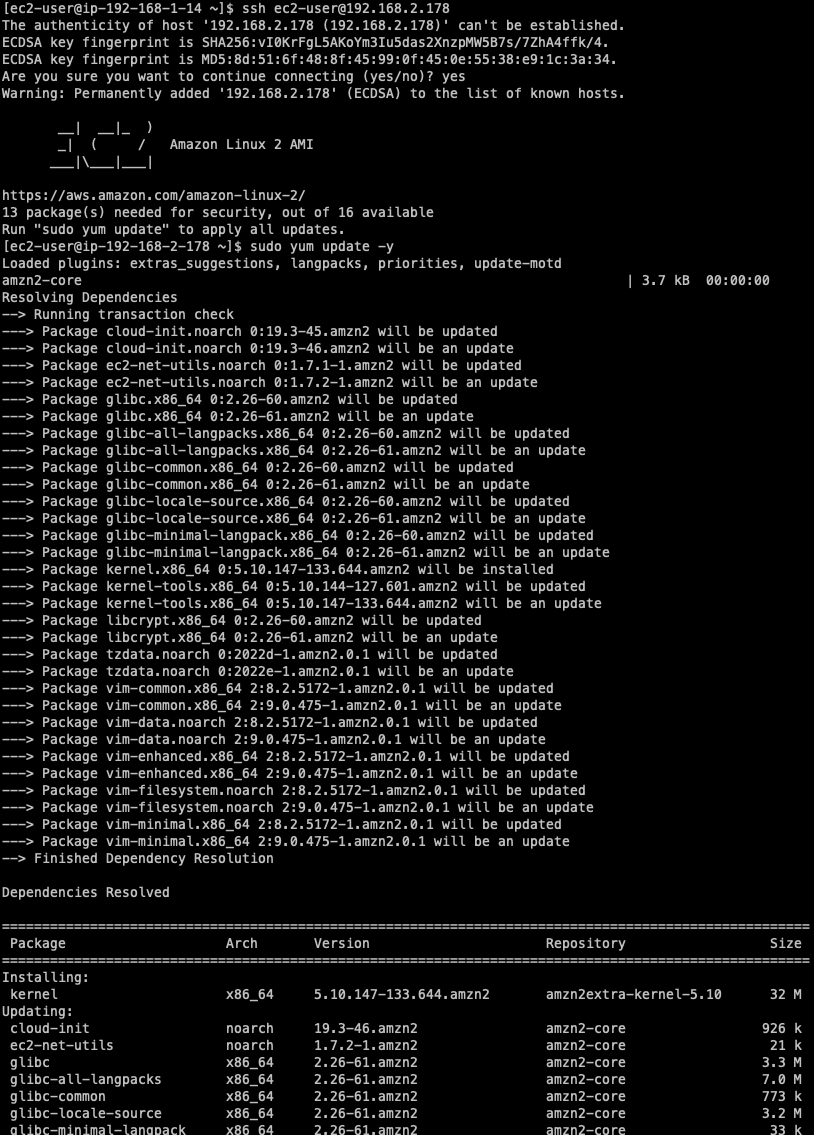 [ec2-user@ip-192-168-1-14 ~]$ ssh ec2-user@192.168.2.178
The authenticity of host '192.168.2.178 (192.168.2.178)' can't be established.
ECDSA key fingerprint is SHA256:vI0KrFgL5AKoYm3Iu5das2XnzpMW5B7s/7ZhA4ffk/4.
ECDSA key fingerprint is MD5:8d:51:6f:48:8f:45:99:0f:45:0e:55:38:e9:1c:3a:34.
Are you sure you want to continue connecting (yes/no)? yes
Warning: Permanently added '192.168.2.178' (ECDSA) to the list of known hosts.
       __|  __|_  )
       _|  (     /   Amazon Linux 2 AMI
      ___|\___|___|
https://aws.amazon.com/amazon-linux-2/
13 package(s) needed for security, out of 16 available
Run "sudo yum update" to apply all updates.
[ec2-user@ip-192-168-2-178 ~]$ sudo yum update -y
Loaded plugins: extras_suggestions, langpacks, priorities, update-motd
amzn2-core | 3.7 kB 00:00:00
Resolving Dependencies
--> Running transaction check
---> Package cloud-init.noarch 0:19.3-45.amzn2 will be updated
---> Package cloud-init.noarch 0:19.3-46.amzn2 will be an update
---> Package ec2-net-utils.noarch 0:1.7.1-1.amzn2 will be updated
---> Package ec2-net-utils.noarch 0:1.7.2-1.amzn2 will be an update
---> Package glibc.x86_64 0:2.26-60.amzn2 will be updated
---> Package glibc.x86_64 0:2.26-61.amzn2 will be an update
---> Package glibc-all-langpacks.x86_64 0:2.26-60.amzn2 will be updated
---> Package glibc-all-langpacks.x86_64 0:2.26-61.amzn2 will be an update
---> Package glibc-common.x86_64 0:2.26-60.amzn2 will be updated
---> Package glibc-common.x86_64 0:2.26-61.amzn2 will be an update
---> Package glibc-locale-source.x86_64 0:2.26-60.amzn2 will be updated
---> Package glibc-locale-source.x86_64 0:2.26-61.amzn2 will be an update
---> Package glibc-minimal-langpack.x86_64 0:2.26-60.amzn2 will be updated
---> Package glibc-minimal-langpack.x86_64 0:2.26-61.amzn2 will be an update
---> Package kernel.x86_64 0:5.10.147-133.644.amzn2 will be installed
---> Package kernel-tools.x86_64 0:5.10.144-127.601.amzn2 will be updated
---> Package kernel-tools.x86_64 0:5.10.147-133.644.amzn2 will be an update
---> Package libcrypt.x86_64 0:2.26-60.amzn2 will be updated
---> Package libcrypt.x86_64 0:2.26-61.amzn2 will be an update
---> Package tzdata.noarch 0:2022d-1.amzn2.0.1 will be updated
---> Package tzdata.noarch 0:2022e-1.amzn2.0.1 will be an update
---> Package vim-common.x86_64 2:8.2.5172-1.amzn2.0.1 will be updated
---> Package vim-common.x86_64 2:9.0.475-1.amzn2.0.1 will be an update
---> Package vim-data.noarch 2:8.2.5172-1.amzn2.0.1 will be updated
---> Package vim-data.noarch 2:9.0.475-1.amzn2.0.1 will be an update
---> Package vim-enhanced.x86_64 2:8.2.5172-1.amzn2.0.1 will be updated
---> Package vim-enhanced.x86_64 2:9.0.475-1.amzn2.0.1 will be an update
---> Package vim-filesystem.noarch 2:8.2.5172-1.amzn2.0.1 will be updated
---> Package vim-filesystem.noarch 2:9.0.475-1.amzn2.0.1 will be an update
---> Package vim-minimal.x86_64 2:8.2.5172-1.amzn2.0.1 will be updated
---> Package vim-minimal.x86_64 2:9.0.475-1.amzn2.0.1 will be an update
--> Finished Dependency Resolution
Dependencies Resolved
=====================================================================================================
Package Arch Version Repository Size
=====================================================================================================
Installing:
kernel x86_64 5.10.147-133.644.amzn2 amzn2extra-kernel-5.10 32 M
Updating:
cloud-init noarch 19.3-46.amzn2 amzn2-core 926 k
ec2-net-utils noarch 1.7.2-1.amzn2 amzn2-core 21 k
glibc x86_64 2.26-61.amzn2 amzn2-core 3.3 M
glibc-all-langpacks x86_64 2.26-61.amzn2 amzn2-core 7.0 M
glibc-common x86_64 2.26-61.amzn2 amzn2-core 773 k
glibc-locale-source x86_64 2.26-61.amzn2 amzn2-core 3.2 M
glibc-minimal-langpack x86_64 2.26-61.amzn2 amzn2-core 33 k